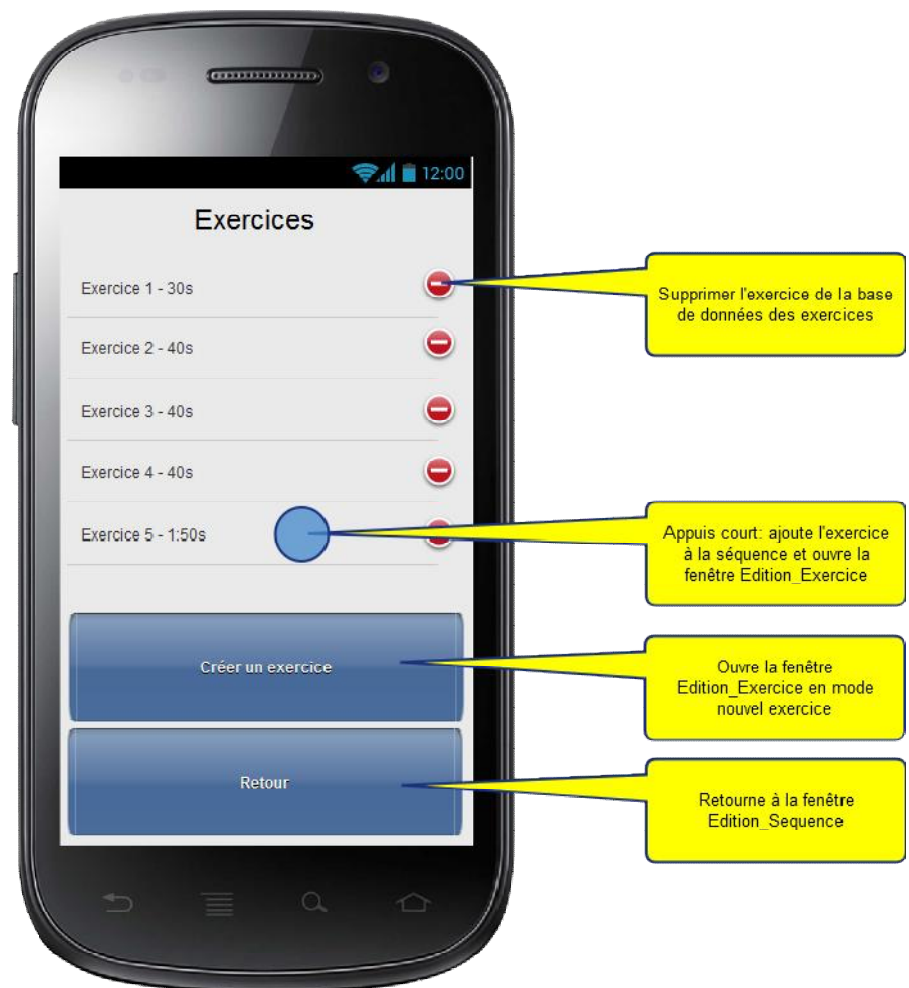 12:00
Exercices
Exercice 1 - 30s
Exercice 2 - 40s
Exercice 3 - 40s
Exercice 4 - 40s
Exercice 5 - 1:50s
Créer un exercice
Retour
Supprimer l'exercice de la base
de données des exercices
Appuis court: ajoute l'exercice
à la séquence et ouvre la
fenêtre Edition_Exercice
Ouvre la fenêtre
Edition_Exercice en mode
nouvel exercice
Retourne à la fenêtre
Edition_Sequence